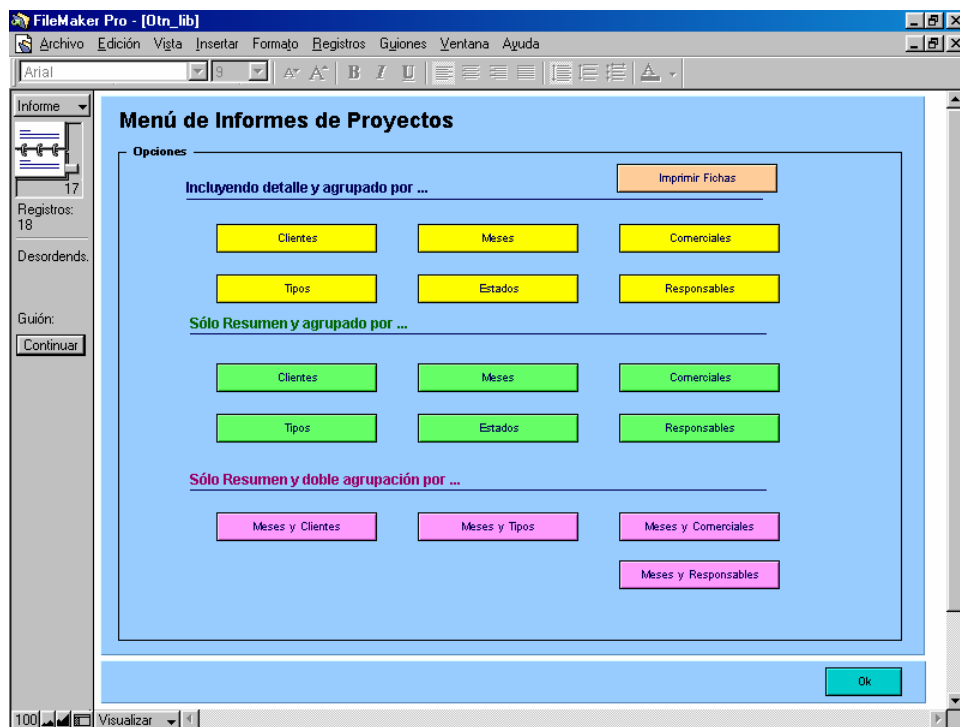 FileMaker Pro - [Otn_lib]
Archivo Edición Vista Insertar Formato Registros Guiones Ventana Ayuda
Arial 9 B I U A
Informe
17
Registros:
18
Desordends.
Guión:
Continuar
Menú de Informes de Proyectos
Opciones
Imprimir Fichas
Incluyendo detalle y agrupado por ...
Clientes Meses Comerciales
Tipos Estados Responsables
Sólo Resumen y agrupado por ...
Clientes Meses Comerciales
Tipos Estados Responsables
Sólo Resumen y doble agrupación por ...
Meses y Clientes Meses y Tipos Meses y Comerciales
Meses y Responsables
Ok
100 Visualizar